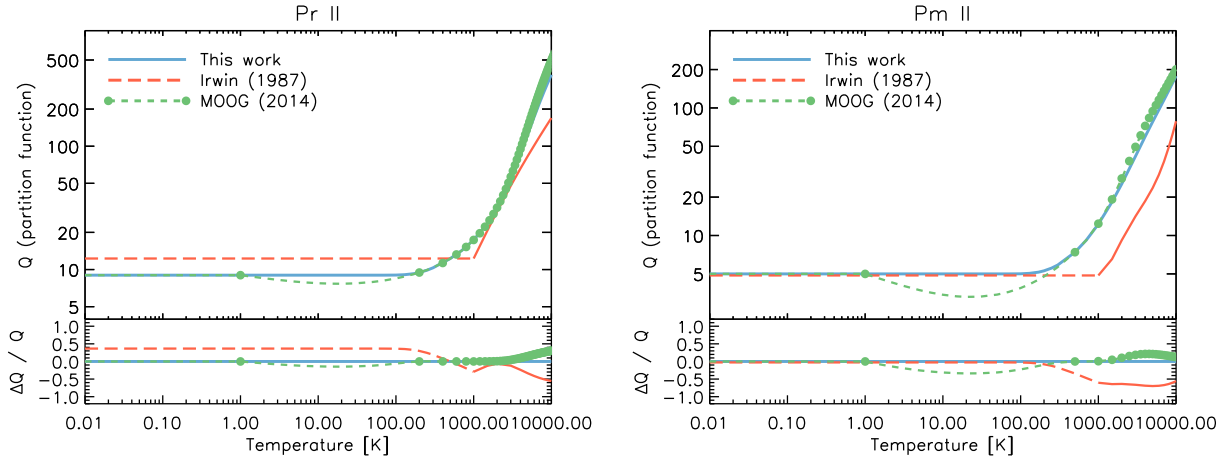 Pr II
500
200
100
50
20
10
5
Q (partition function)
This work
Irwin (1987)
MOOG (2014)
1.0
0.5
0.0
−0.5
−1.0
ΔQ / Q
0.01 0.10 1.00 10.00 100.00 1000.00 10000.00
Temperature [K]
Pm II
200
100
50
20
10
5
Q (partition function)
This work
Irwin (1987)
MOOG (2014)
1.0
0.5
0.0
−0.5
−1.0
ΔQ / Q
0.01 0.10 1.00 10.00 100.00 1000.00 10000.00
Temperature [K]